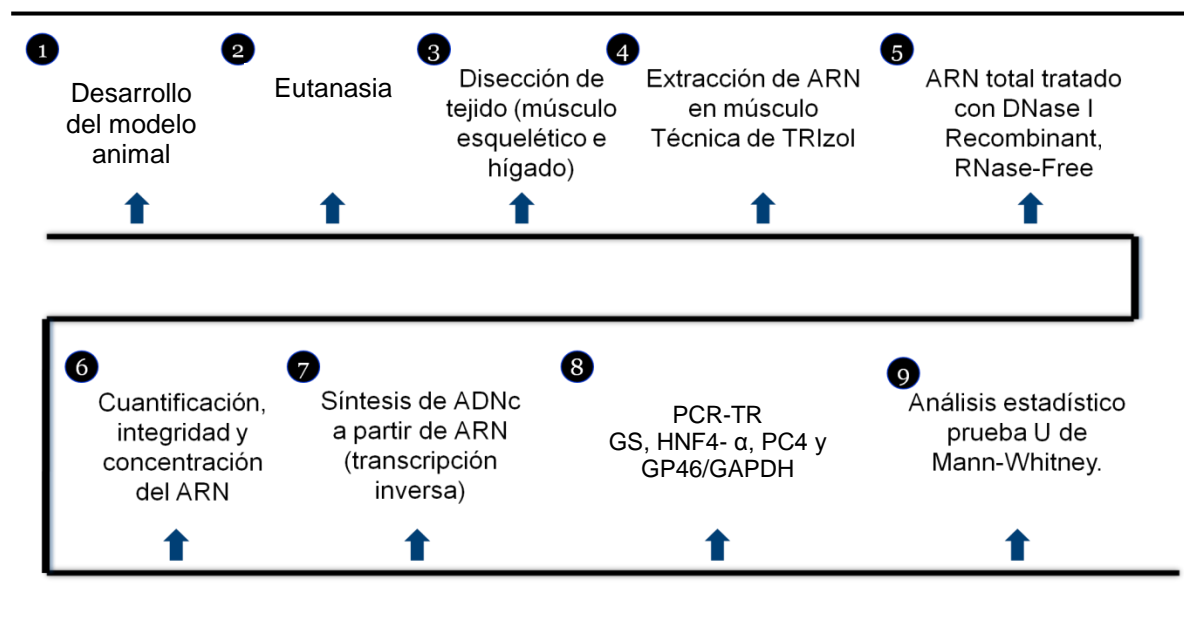 1
Desarrollo
del modelo
animal
2
Eutanasia
3
Disección de
tejido (músculo
esquelético e
hígado)
4
Extracción de ARN
en músculo
Técnica de TRIzol
5
ARN total tratado
con DNase I
Recombinant,
RNase-Free
6
Cuantificación,
integridad y
concentración
del ARN
7
Síntesis de ADNc
a partir de ARN
(transcripción
inversa)
8
PCR-TR
GS, HNF4- α, PC4 y
GP46/GAPDH
9
Análisis estadístico
prueba U de
Mann-Whitney.